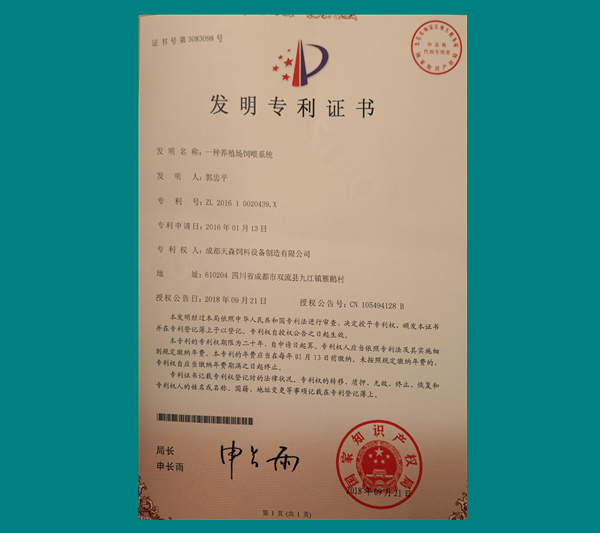 证书号第3083098号
发明专利证书
发明名称：一种养殖场饲喂系统
发明人：郭忠平
专利号：ZL 2016 1 0020439.X
专利申请日：2016年01月13日
专利权人：成都天森饲料设备制造有限公司
地址：610204 四川省成都市双流县九江镇雁鹅村
授权公告日：2018年09月21日 授权公告号：CN 105494128 B
本发明经过本局依照中华人民共和国专利法进行审查，决定授予专利权，颁发本证书
并在专利登记簿上予以登记。专利权自授权公告之日起生效。
本专利的专利权期限为二十年，自申请日起算。专利权人应当依照专利法及其实施细
则规定缴纳年费。本专利的年费应当在每年01月13日前缴纳。未按照规定缴纳年费的，
专利权自应当缴纳年费期满之日起终止。
专利证书记载专利权登记时的法律状况。专利权的转移、质押、无效、终止、恢复和
专利权人的姓名或名称、国籍、地址变更等事项记载在专利登记簿上。
局长
申长雨
申长雨
国家知识产权局
2018年09月21日
第1页(共1页)